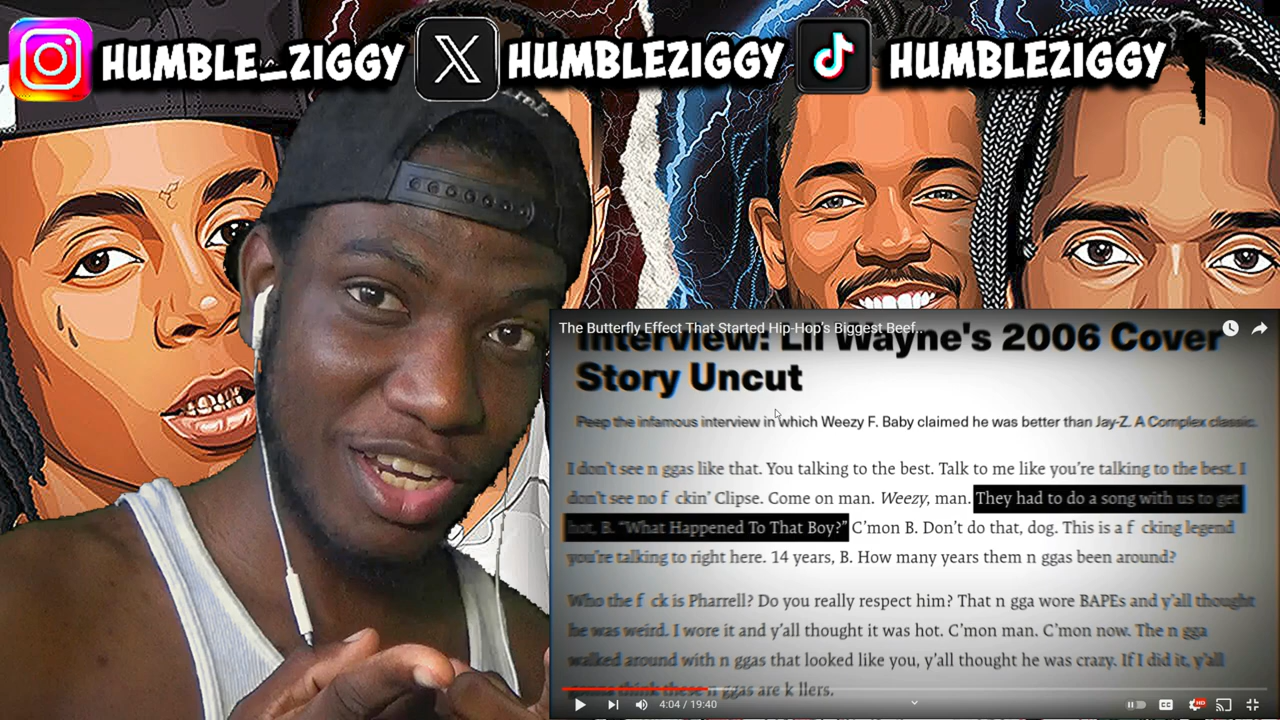 HUMBLE_ZIGGY HUMBLEZIGGY HUMBLEZIGGY
The Butterfly Effect That Started Hip-Hop's Biggest Beef...
Interview: Lil Wayne's 2006 Cover
Story Uncut
Peep the infamous interview in which Weezy F. Baby claimed he was better than Jay-Z. A Complex classic.
I don't see n ggas like that. You talking to the best. Talk to me like you're talking to the best. I
don't see no f ckin' Clipse. Come on man. Weezy, man. They had to do a song with us to get
hot, B. “What Happened To That Boy?” C'mon B. Don't do that, dog. This is a f cking legend
you're talking to right here. 14 years, B. How many years them n ggas been around?
Who the f ck is Pharrell? Do you really respect him? That n gga wore BAPEs and y'all thought
he was weird. I wore it and y'all thought it was hot. C'mon man. C'mon now. The n gga
walked around with n ggas that looked like you, y'all thought he was crazy. If I did it, y'all
gonna think these n ggas are k llers.
4:04 / 19:40
CC HD